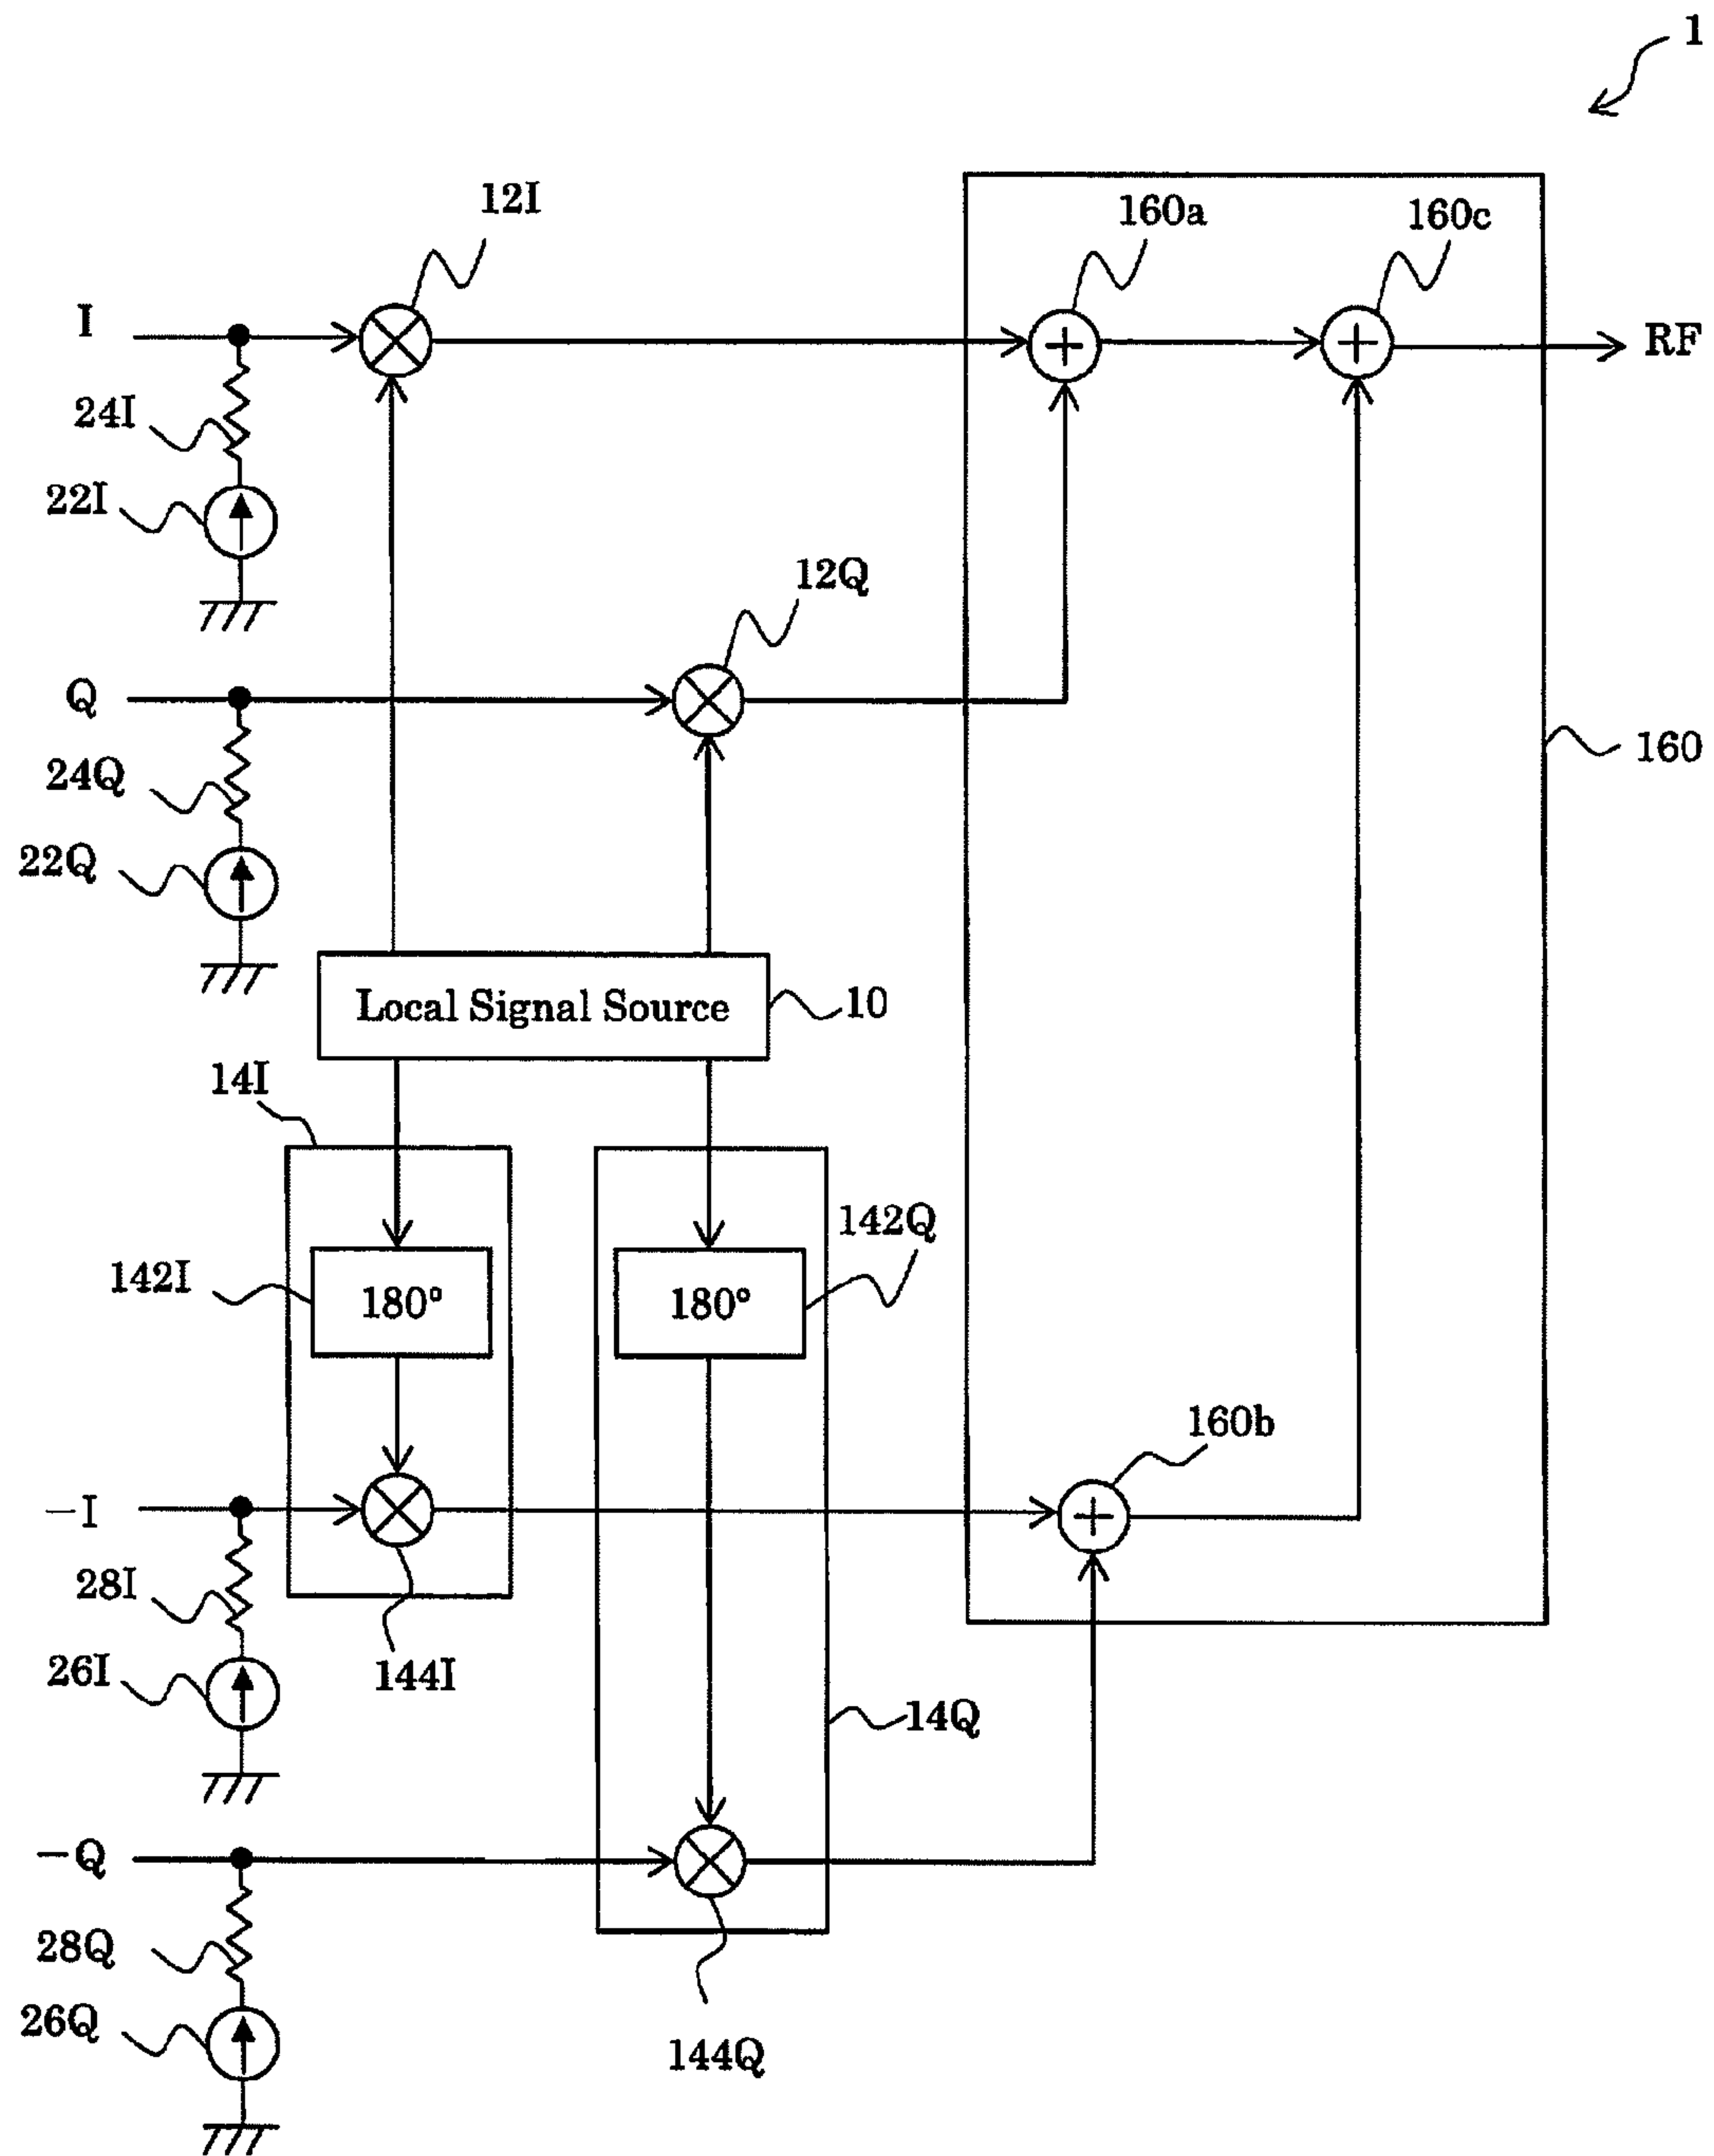 1
12I
160a
160c
I
RF
24I
22I
12Q
Q
160
24Q
22Q
Local Signal Source
10
14I
142Q
142I
180°
180°
160b
−I
28I
144I
26I
14Q
−Q
28Q
26Q
144Q